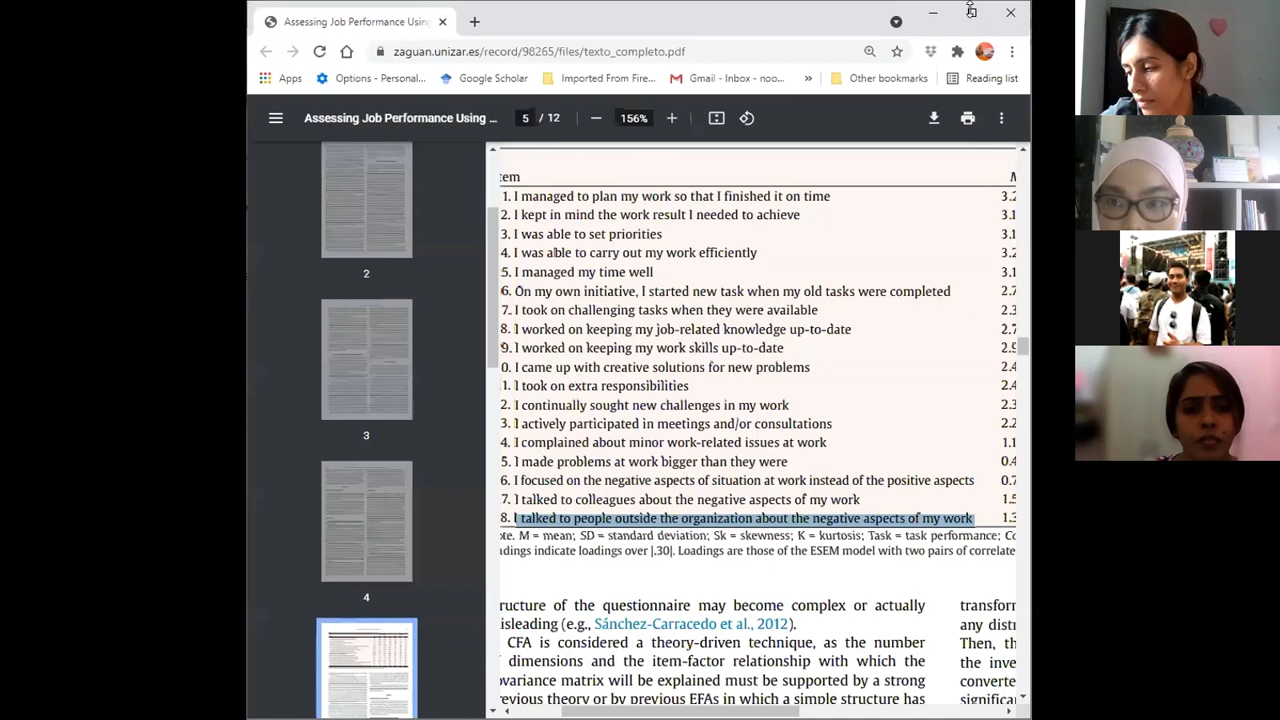 Assessing Job Performance Using
zaguan.unizar.es/record/98265/files/texto_completo.pdf
Apps
Options - Personal...
Google Scholar
Imported From Fire...
Gmail - Inbox - noo...
»
Other bookmarks
Reading list
Assessing Job Performance Using ...
5 / 12
156%
2
3
4
tem
1. I managed to plan my work so that I finished it on time 3.2
2. I kept in mind the work result I needed to achieve 3.1
3. I was able to set priorities 3.1
4. I was able to carry out my work efficiently 3.2
5. I managed my time well 3.1
6. On my own initiative, I started new task when my old tasks were completed 2.7
7. I took on challenging tasks when they were available 2.3
8. I worked on keeping my job-related knowledge up-to-date 2.7
9. I worked on keeping my work skills up-to-date 2.9
0. I came up with creative solutions for new problems 2.4
1. I took on extra responsibilities 2.4
2. I continually sought new challenges in my work 2.3
3. I actively participated in meetings and/or consultations 2.2
4. I complained about minor work-related issues at work 1.1
5. I made problems at work bigger than they were 0.4
I focused on the negative aspects of situation at work instead of the positive aspects 0.7
I talked to colleagues about the negative aspects of my work 1.5
8. I talked to people outside the organization about the negative aspects of my work 1.3
M = mean; SD = standard deviation; Sk = skewness; K = kurtosis; Task = task performance; Co
dings indicate loadings over |.30|. Loadings are those of the ESEM model with two pairs of correlate
ructure of the questionnaire may become complex or actually
isleading (e.g., Sánchez-Carracedo et al., 2012).
CFA is considered a
driven technique, as the number
dimensions and the item-factor relationship with which the
will be explained must be supported by a strong
structure has
transform
any distr
Then, th
the inve
converte
significa